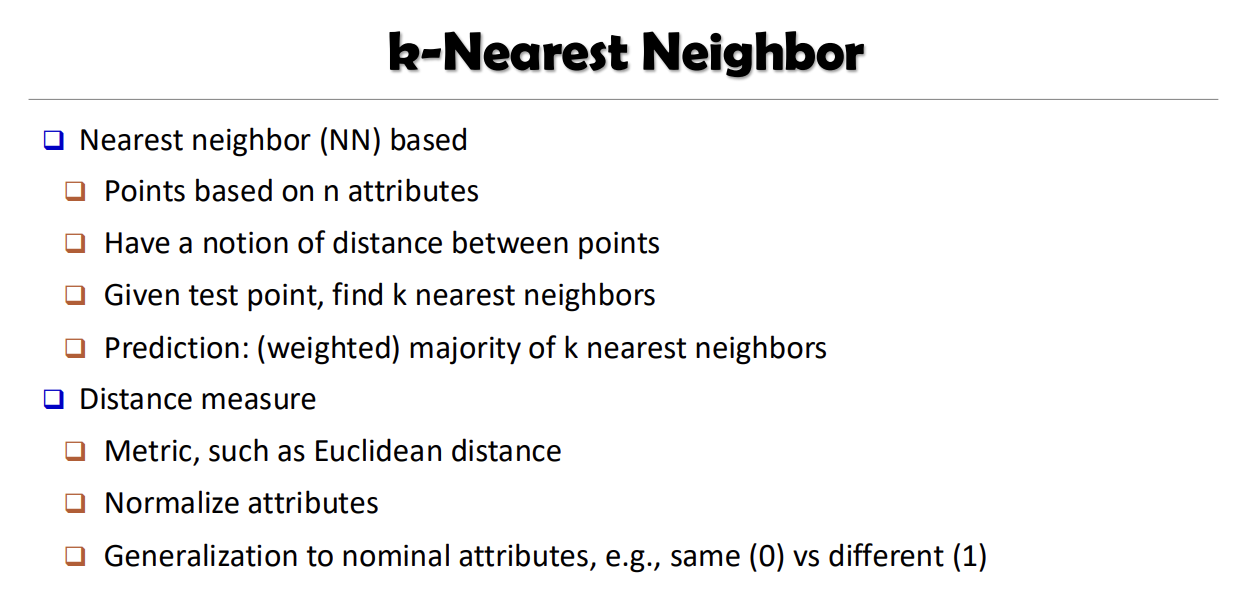 k-Nearest Neighbor
Nearest neighbor (NN) based
Points based on n attributes
Have a notion of distance between points
Given test point, find k nearest neighbors
Prediction: (weighted) majority of k nearest neighbors
Distance measure
Metric, such as Euclidean distance
Normalize attributes
Generalization to nominal attributes, e.g., same (0) vs different (1)